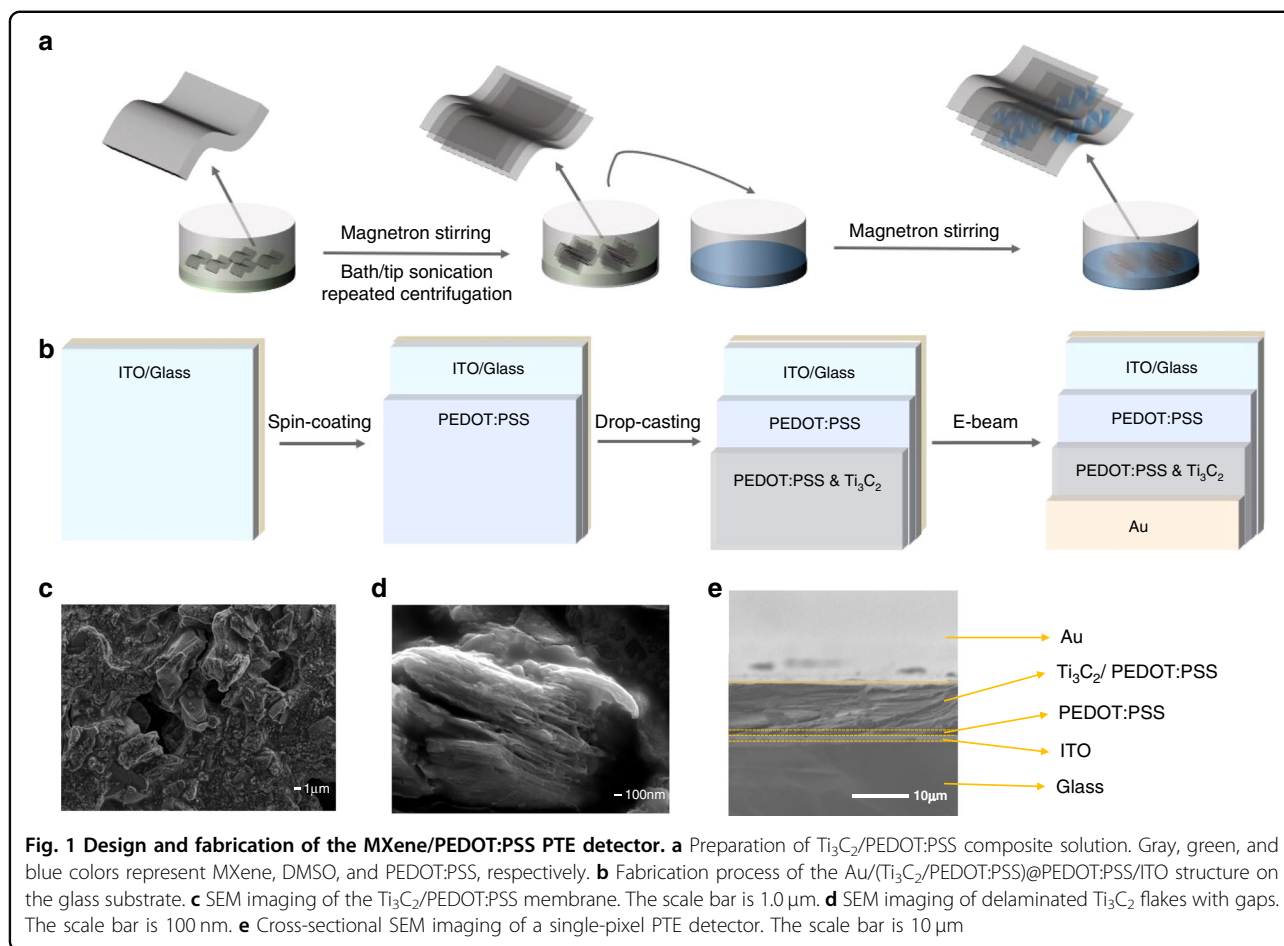 a
Magnetron stirring
Bath/tip sonication
repeated centrifugation
Magnetron stirring
b
ITO/Glass
Spin-coating
ITO/Glass
PEDOT:PSS
Drop-casting
ITO/Glass
PEDOT:PSS
PEDOT:PSS & Ti₃C₂
E-beam
ITO/Glass
PEDOT:PSS
PEDOT:PSS & Ti₃C₂
Au
c
1μm
d
100nm
e
10μm
Au
Ti₃C₂/ PEDOT:PSS
PEDOT:PSS
ITO
Glass
Fig. 1 Design and fabrication of the MXene/PEDOT:PSS PTE detector. a Preparation of Ti₃C₂/PEDOT:PSS composite solution. Gray, green, and
blue colors represent MXene, DMSO, and PEDOT:PSS, respectively. b Fabrication process of the Au/(Ti₃C₂/PEDOT:PSS)@PEDOT:PSS/ITO structure on
the glass substrate. c SEM imaging of the Ti₃C₂/PEDOT:PSS membrane. The scale bar is 1.0 μm. d SEM imaging of delaminated Ti₃C₂ flakes with gaps.
The scale bar is 100 nm. e Cross-sectional SEM imaging of a single-pixel PTE detector. The scale bar is 10 μm